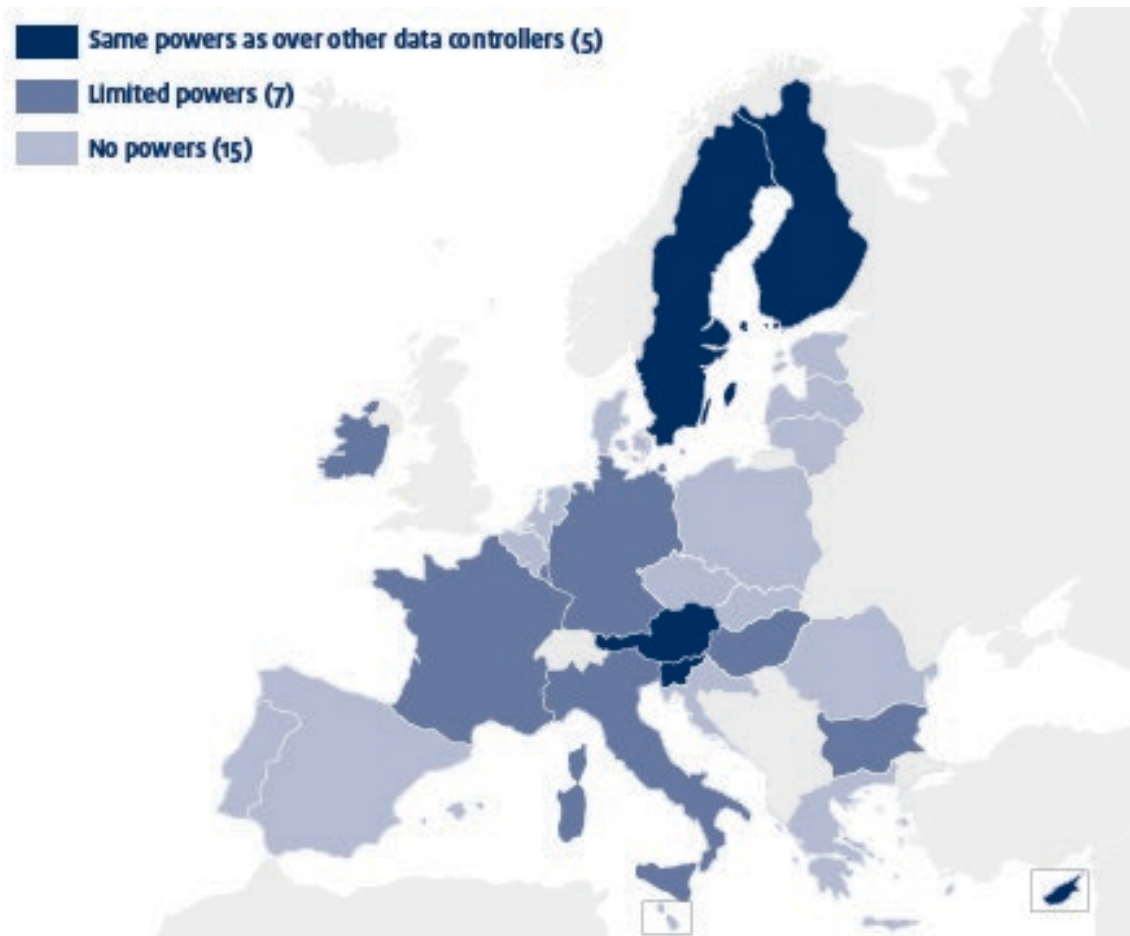 Same powers as over other data controllers (5)
Limited powers (7)
No powers (15)